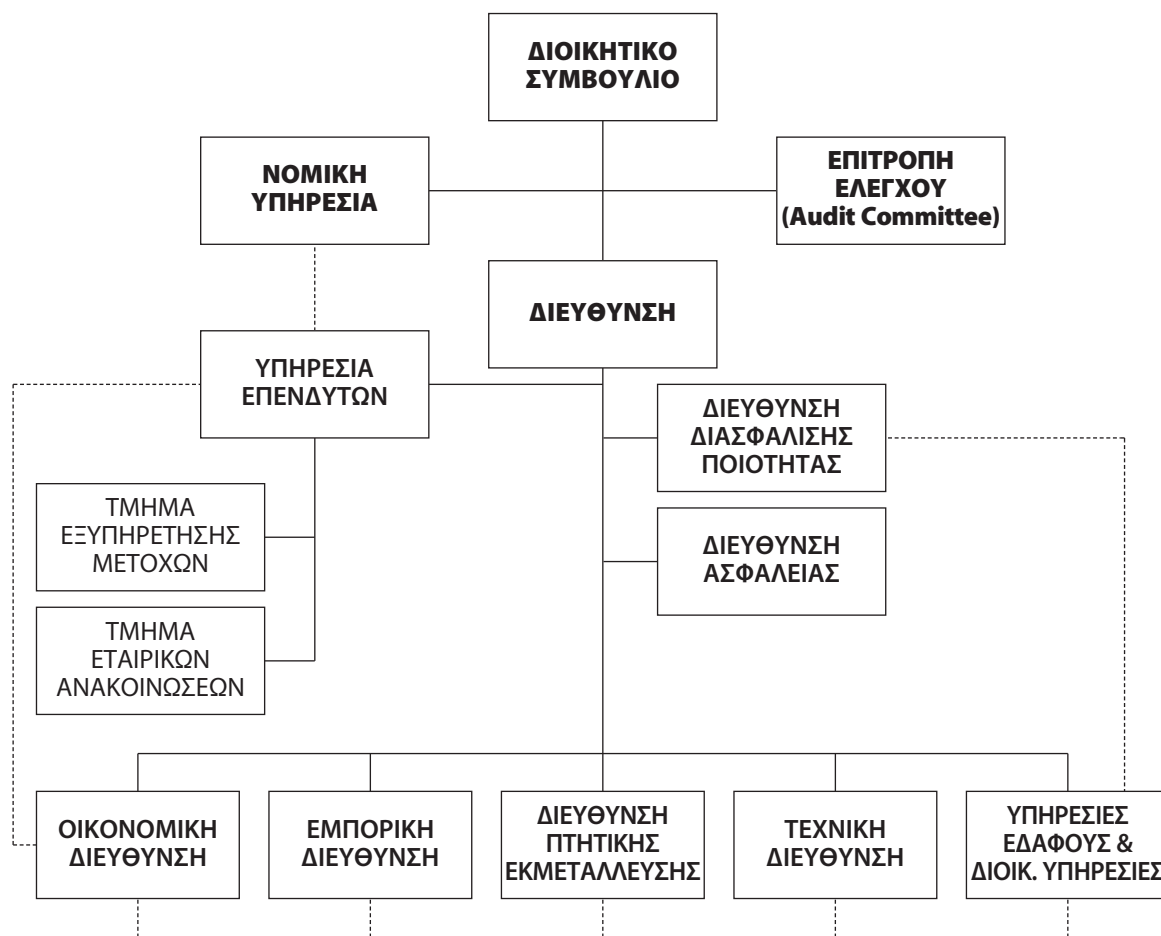 ΔΙΟΙΚΗΤΙΚΟ
ΣΥΜΒΟΥΛΙΟ
ΝΟΜΙΚΗ
ΥΠΗΡΕΣΙΑ
ΕΠΙΤΡΟΠΗ
ΕΛΕΓΧΟΥ
(Audit Committee)
ΔΙΕΥΘΥΝΣΗ
ΥΠΗΡΕΣΙΑ
ΕΠΕΝΔΥΤΩΝ
ΔΙΕΥΘΥΝΣΗ
ΔΙΑΣΦΑΛΙΣΗΣ
ΠΟΙΟΤΗΤΑΣ
ΤΜΗΜΑ
ΕΞΥΠΗΡΕΤΗΣΗΣ
ΜΕΤΟΧΩΝ
ΔΙΕΥΘΥΝΣΗ
ΑΣΦΑΛΕΙΑΣ
ΤΜΗΜΑ
ΕΤΑΙΡΙΚΩΝ
ΑΝΑΚΟΙΝΩΣΕΩΝ
ΟΙΚΟΝΟΜΙΚΗ
ΔΙΕΥΘΥΝΣΗ
ΕΜΠΟΡΙΚΗ
ΔΙΕΥΘΥΝΣΗ
ΔΙΕΥΘΥΝΣΗ
ΠΤΗΤΙΚΗΣ
ΕΚΜΕΤΑΛΛΕΥΣΗΣ
ΤΕΧΝΙΚΗ
ΔΙΕΥΘΥΝΣΗ
ΥΠΗΡΕΣΙΕΣ
ΕΔΑΦΟΥΣ &
ΔΙΟΙΚ. ΥΠΗΡΕΣΙΕΣ